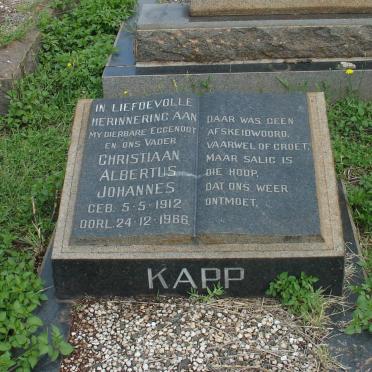 IN LIEFDEVOLLE
HERINNERING AAN
MY DIERBARE EGGENOOT
EN ONS VADER
CHRISTIAAN
ALBERTUS
JOHANNES
GEB. 5-5-1912
OORL. 24-12-1966
DAAR WAS GEEN
AFSKEIDWOORD,
VAARWEL OF GROET,
MAAR SALIG IS
DIE HOOP,
DAT ONS WEER
ONTMOET.
KAPP